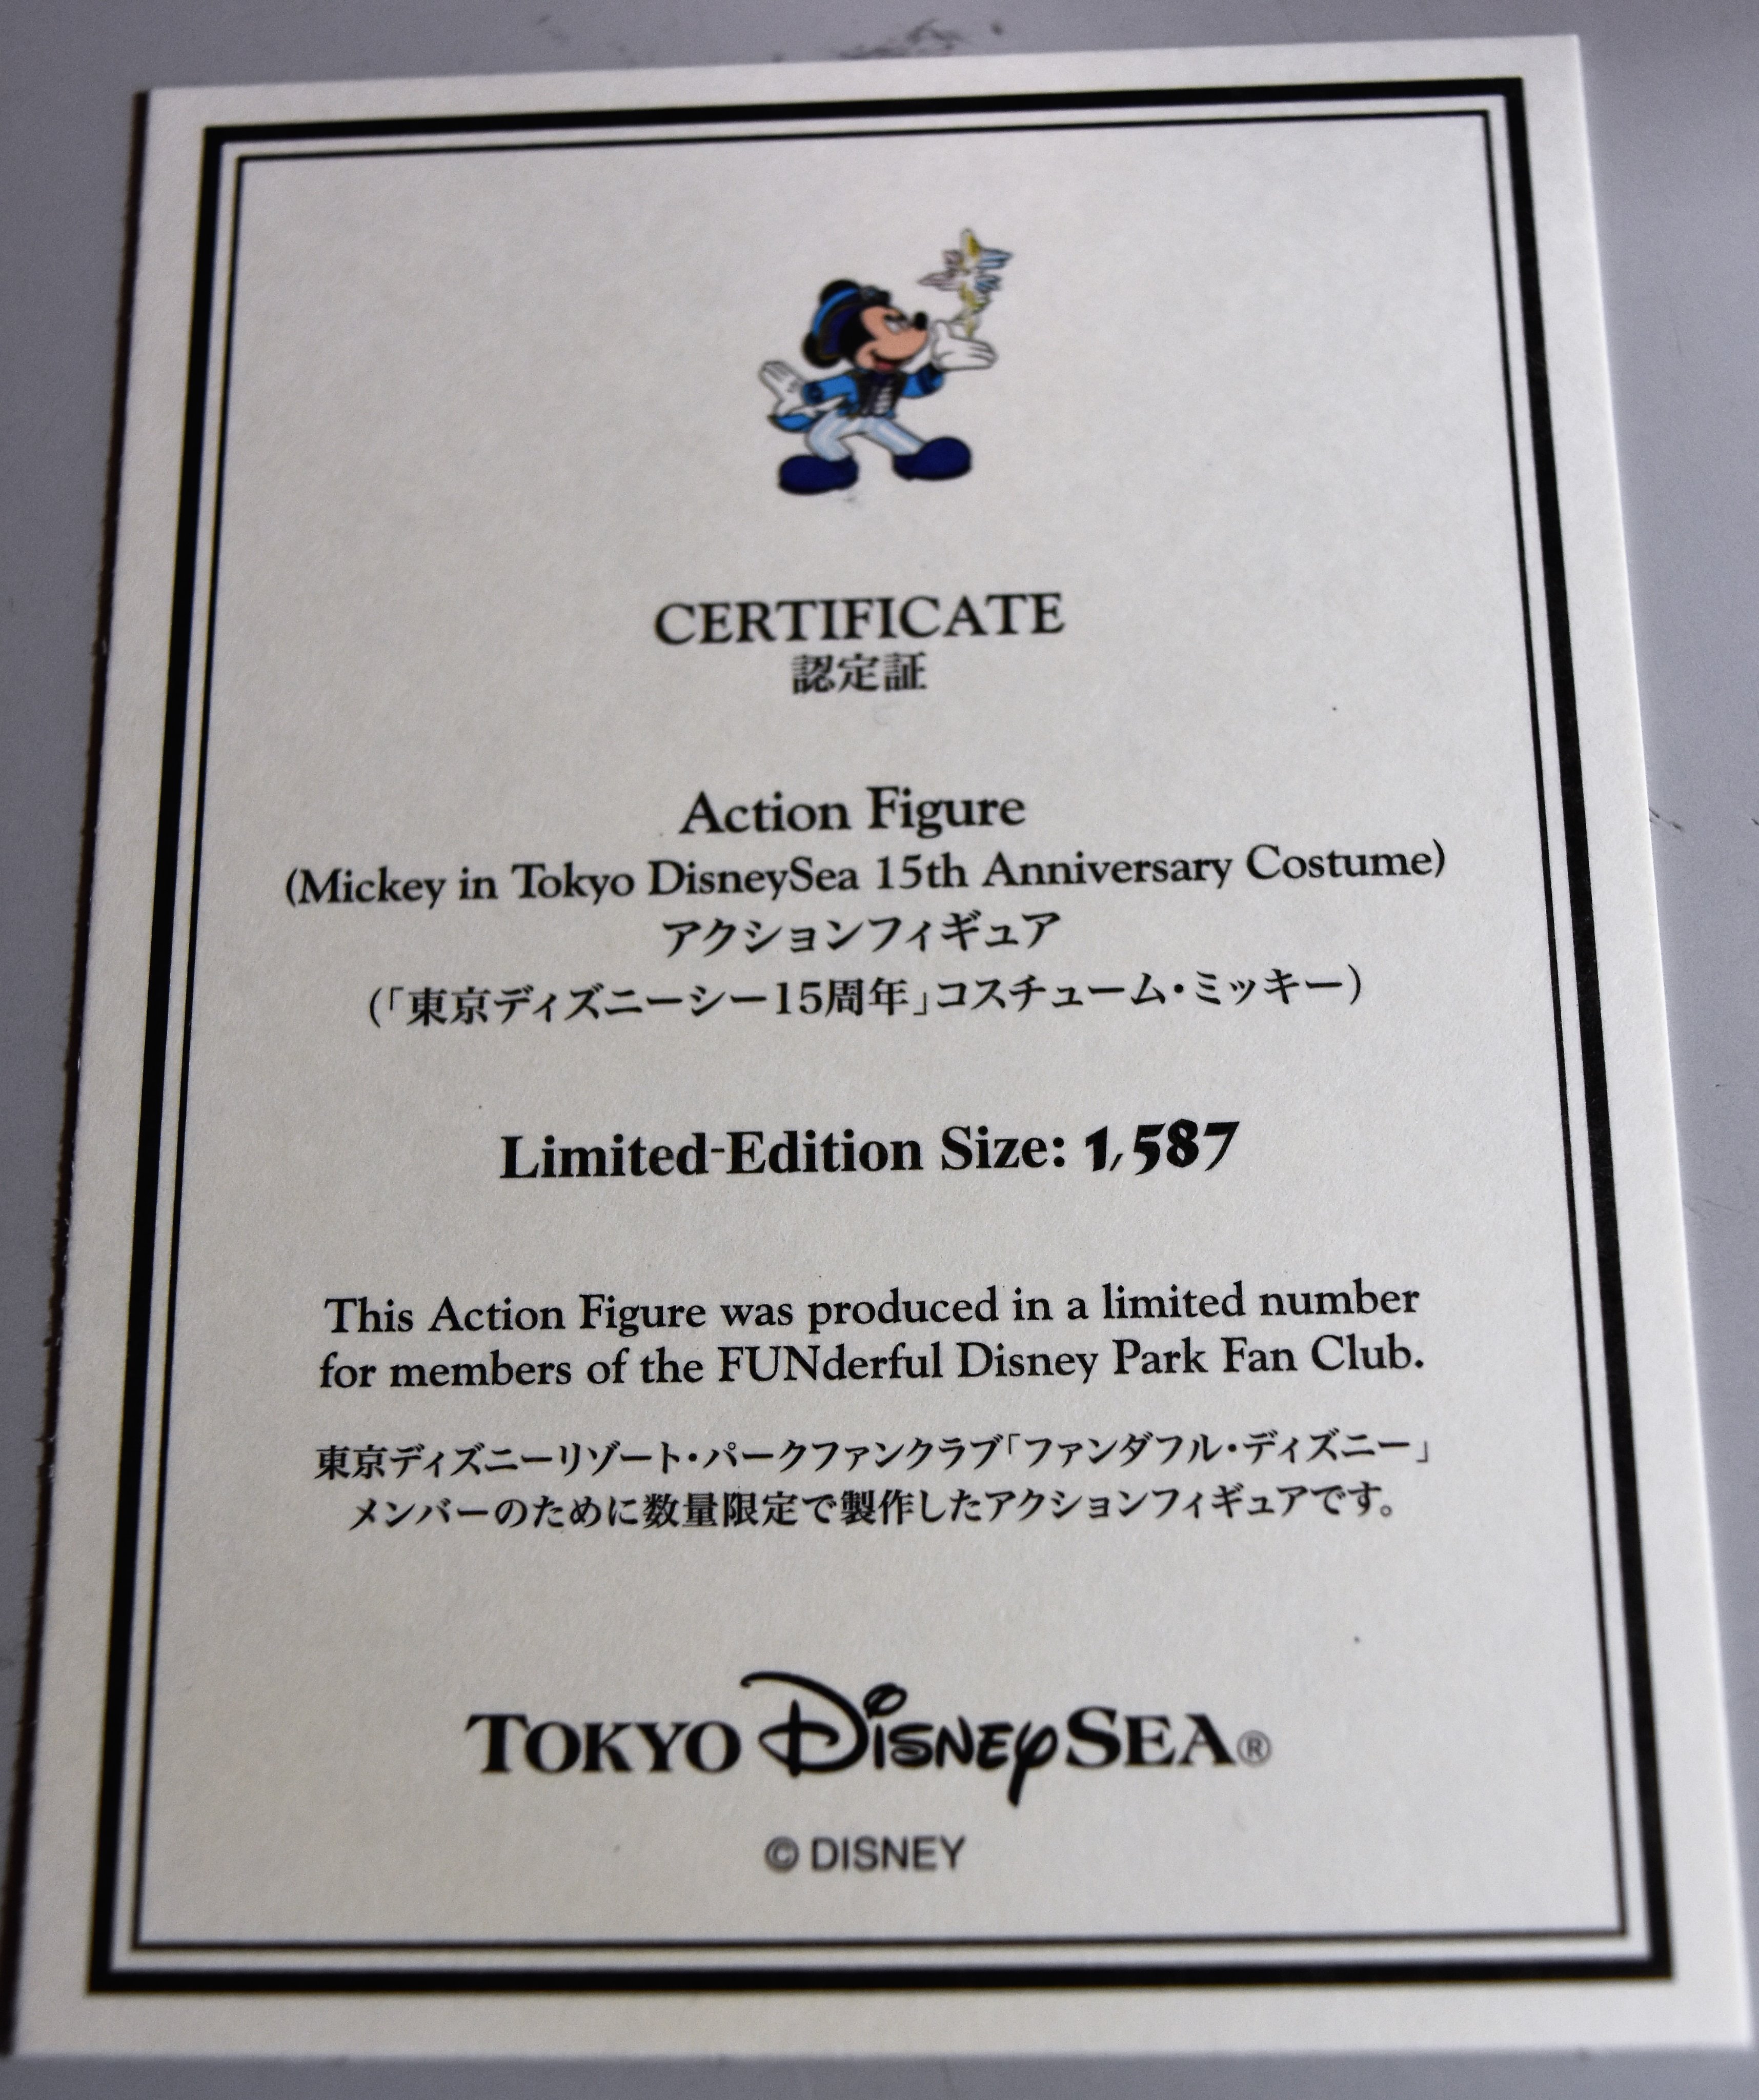 CERTIFICATE
認定証
Action Figure
(Mickey in Tokyo DisneySea 15th Anniversary Costume)
アクションフィギュア
(「東京ディズニーシー15周年」コスチューム・ミッキー)
Limited-Edition Size: 1,587
This Action Figure was produced in a limited number
for members of the FUNderful Disney Park Fan Club.
東京ディズニーリゾート・パークファンクラブ「ファンダフル・ディズニー」
メンバーのために数量限定で製作したアクションフィギュアです。
TOKYO DISNEY SEA®
© DISNEY